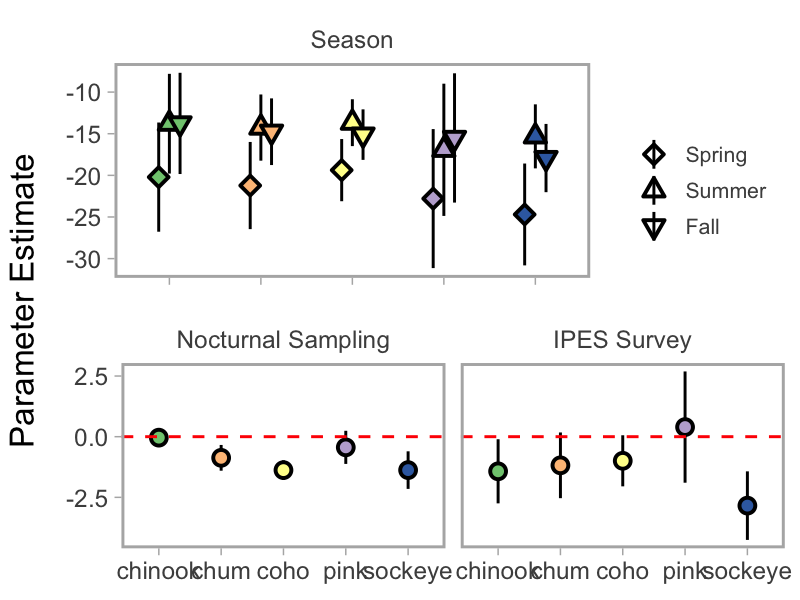 Season
Parameter Estimate
-10
-15
-20
-25
-30
Spring
Summer
Fall
Nocturnal Sampling
IPES Survey
2.5
0.0
-2.5
chinook chum coho pink sockeye chinook chum coho pink sockeye